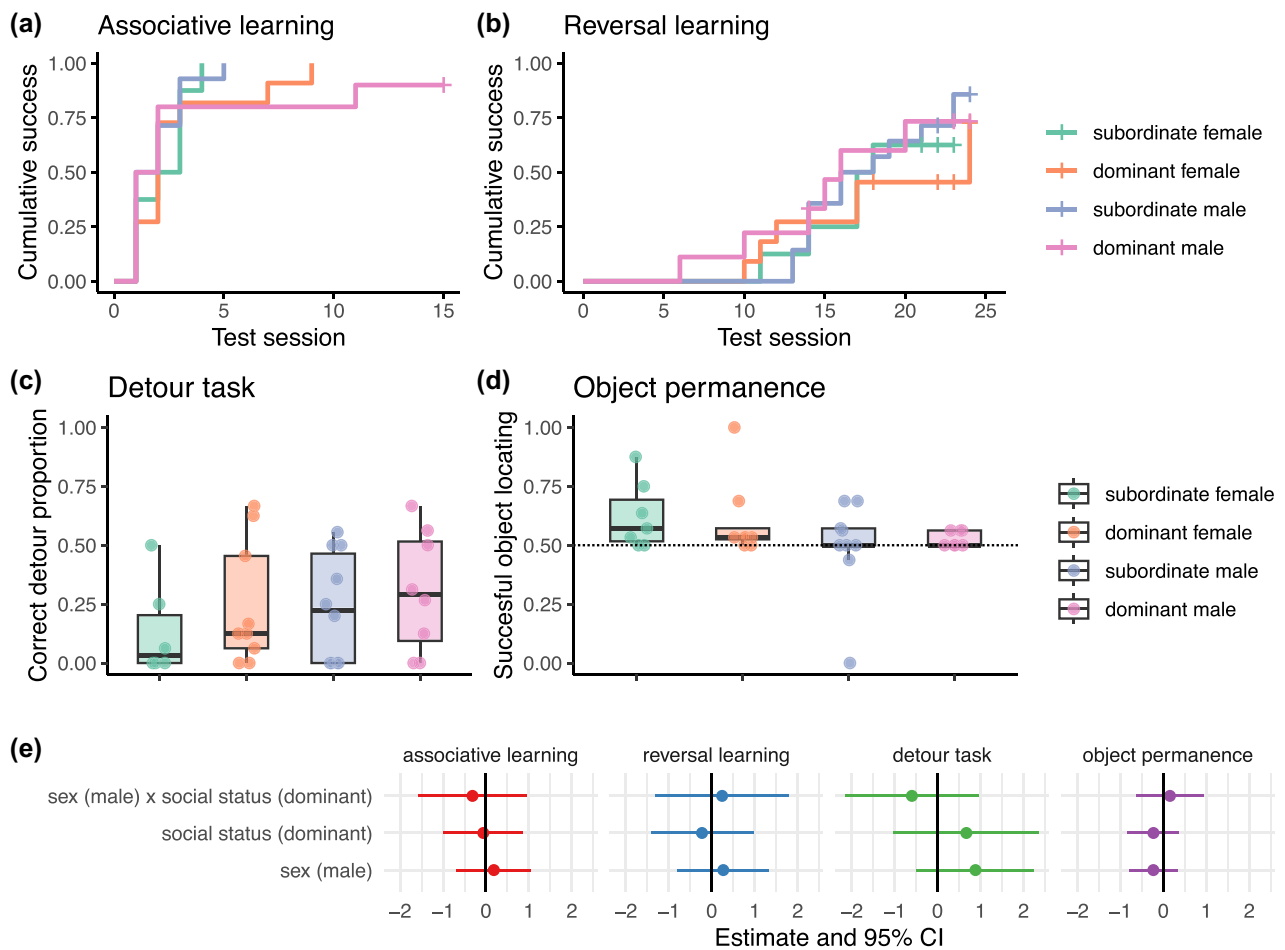 (a) Associative learning
Cumulative success
1.00
0.75
0.50
0.25
0.00
0 5 10 15
Test session
(b) Reversal learning
Cumulative success
1.00
0.75
0.50
0.25
0.00
0 5 10 15 20 25
Test session
subordinate female
dominant female
subordinate male
dominant male
(c) Detour task
Correct detour proportion
1.00
0.75
0.50
0.25
0.00
(d) Object permanence
Succesful object locating
1.00
0.75
0.50
0.25
0.00
subordinate female
dominant female
subordinate male
dominant male
(e)
associative learning reversal learning detour task object permanence
sex (male) x social status (dominant)
social status (dominant)
sex (male)
−2 −1 0 1 2 −2 −1 0 1 2 −2 −1 0 1 2 −2 −1 0 1 2
Estimate and 95% CI